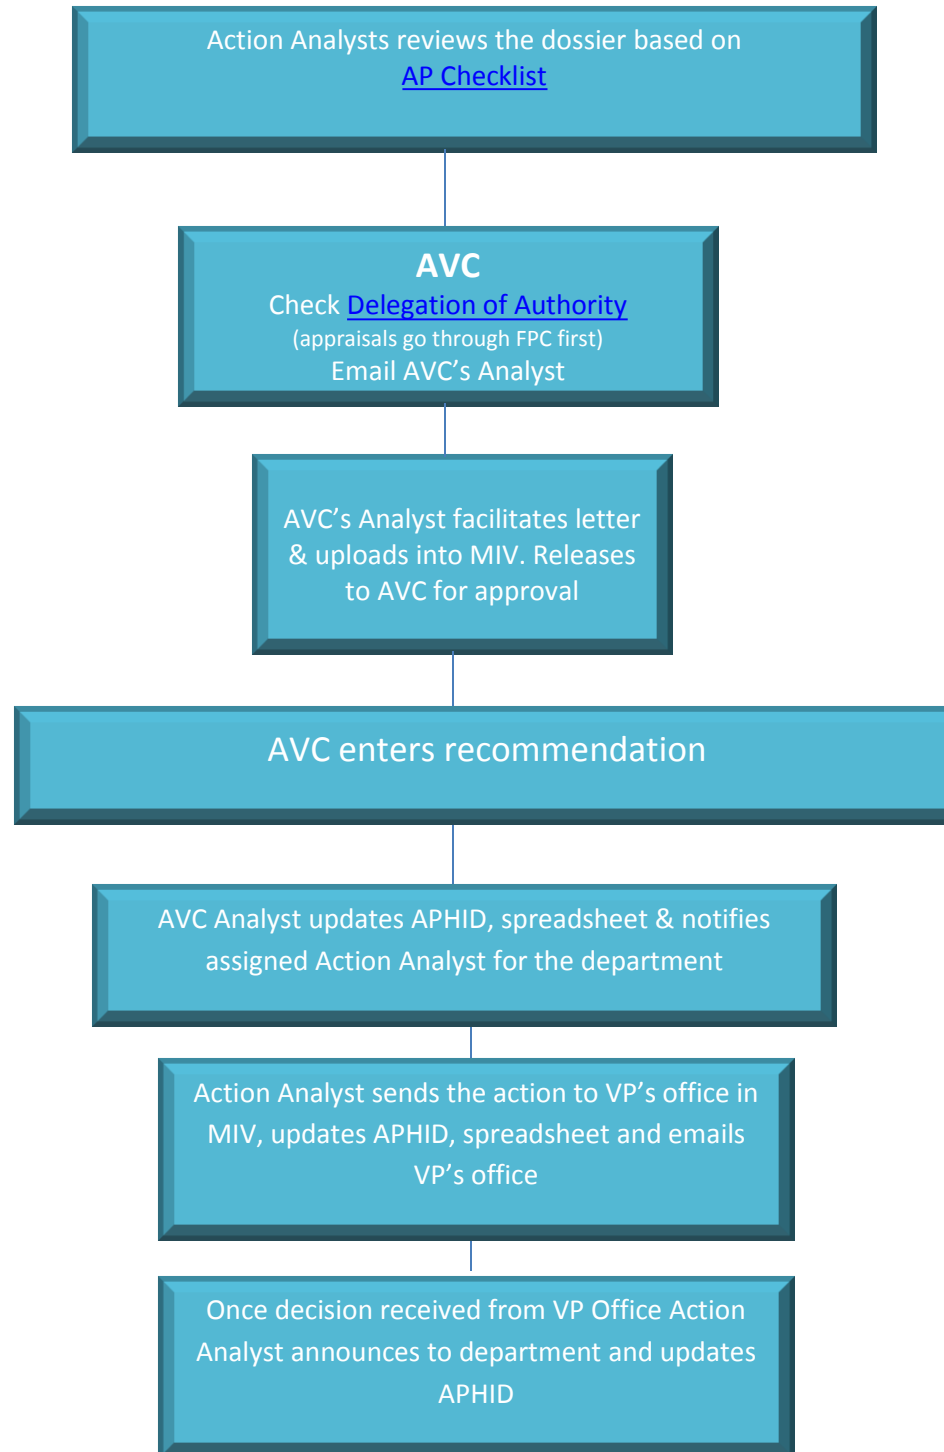 Action Analysts reviews the dossier based on
AP Checklist
AVC
Check Delegation of Authority
(appraisals go through FPC first)
Email AVC’s Analyst
AVC’s Analyst facilitates letter
& uploads into MIV. Releases
to AVC for approval
AVC enters recommendation
AVC Analyst updates APHID, spreadsheet & notifies
assigned Action Analyst for the department
Action Analyst sends the action to VP’s office in
MIV, updates APHID, spreadsheet and emails
VP’s office
Once decision received from VP Office Action
Analyst announces to department and updates
APHID